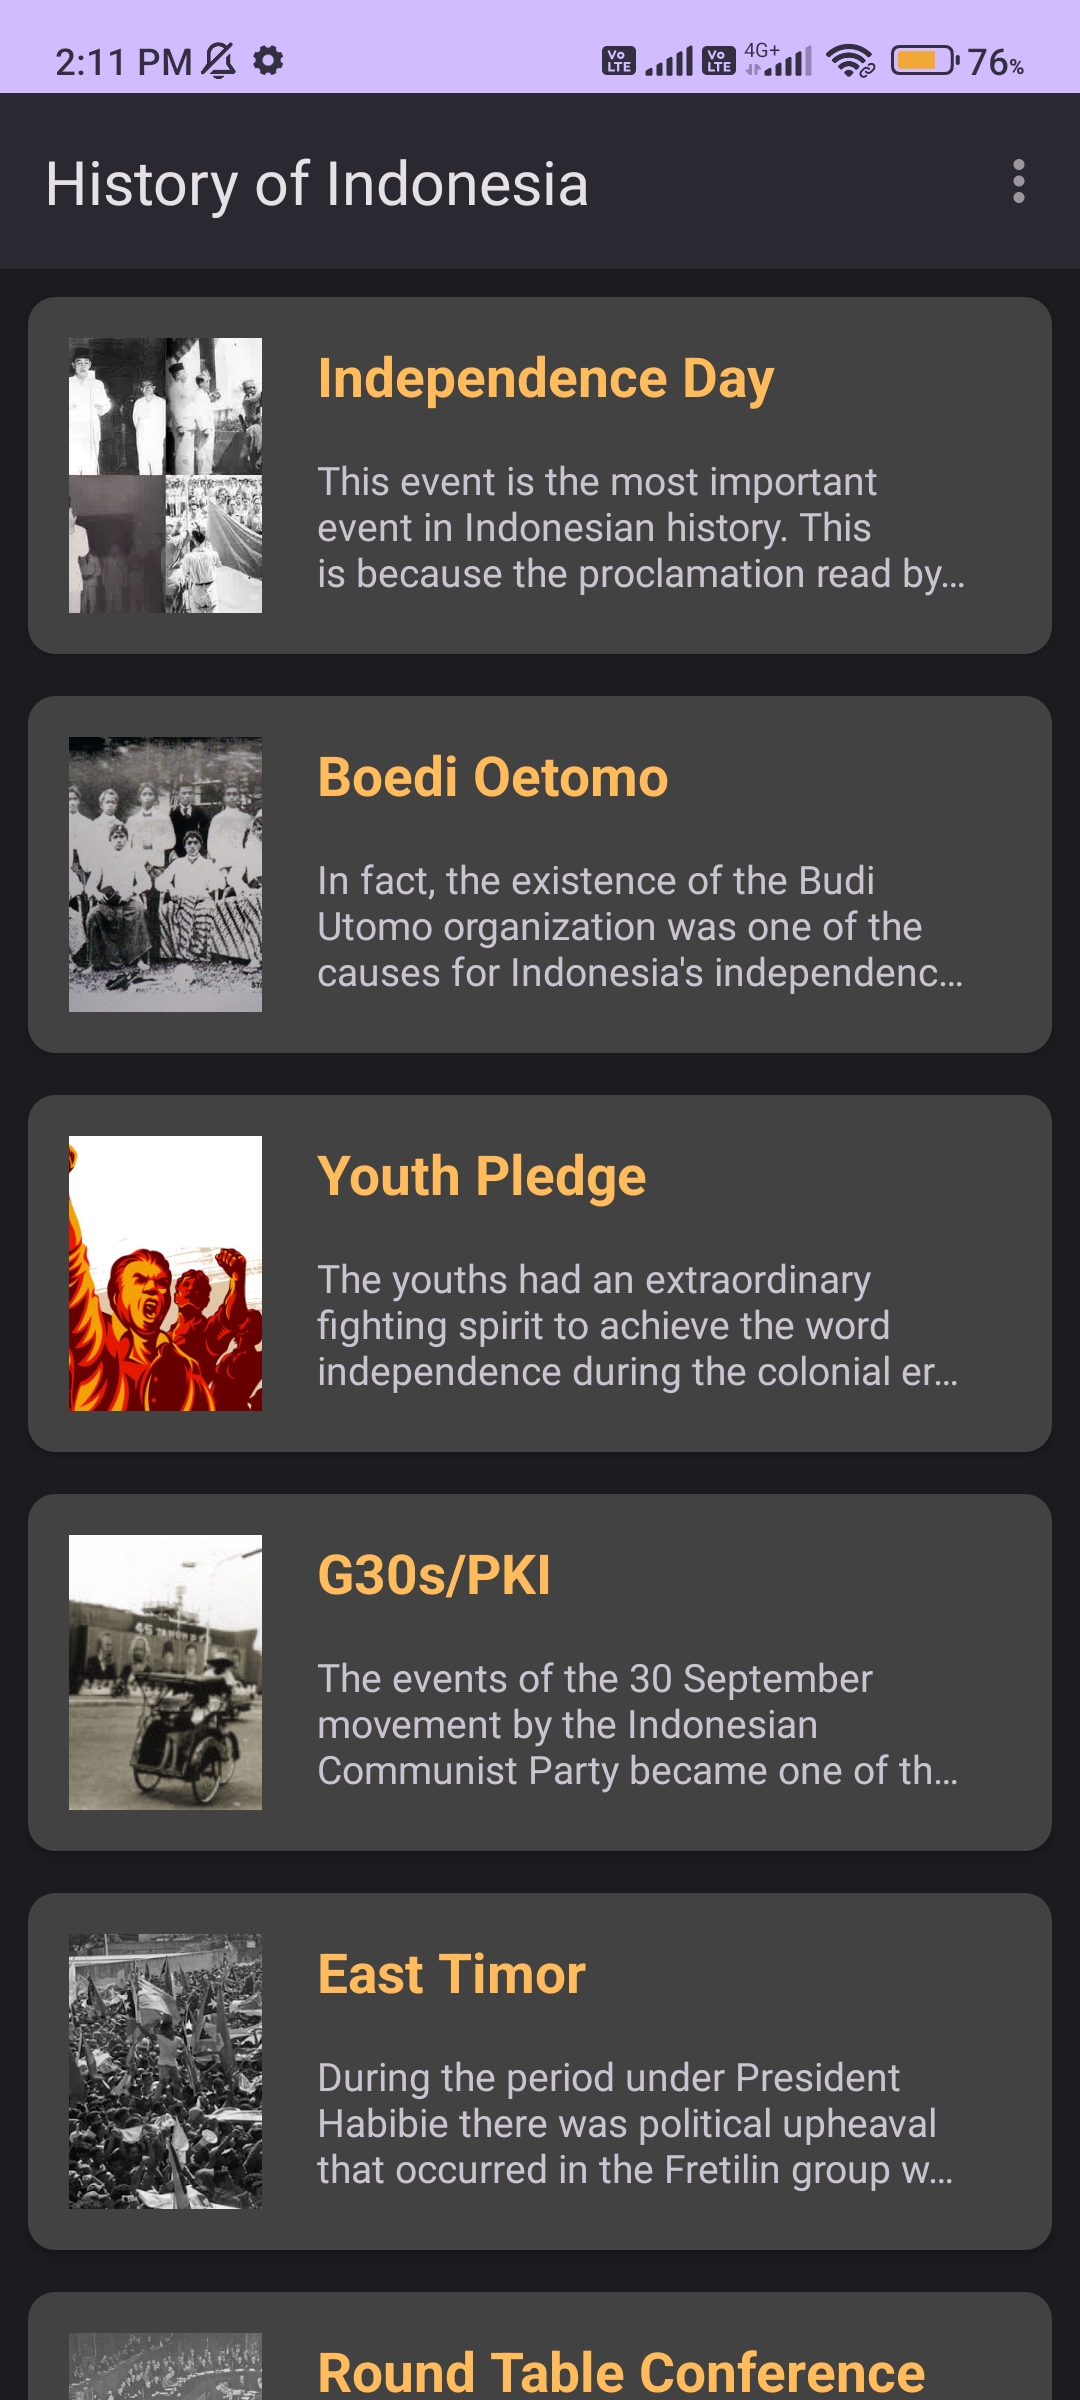 2:11 PM
Vo LTE
Vo LTE
4G+
76%
History of Indonesia
Independence Day
This event is the most important
event in Indonesian history. This
is because the proclamation read by...
Boedi Oetomo
In fact, the existence of the Budi
Utomo organization was one of the
causes for Indonesia's independenc...
Youth Pledge
The youths had an extraordinary
fighting spirit to achieve the word
independence during the colonial er...
G30s/PKI
The events of the 30 September
movement by the Indonesian
Communist Party became one of th...
East Timor
During the period under President
Habibie there was political upheaval
that occurred in the Fretilin group w...
Round Table Conference